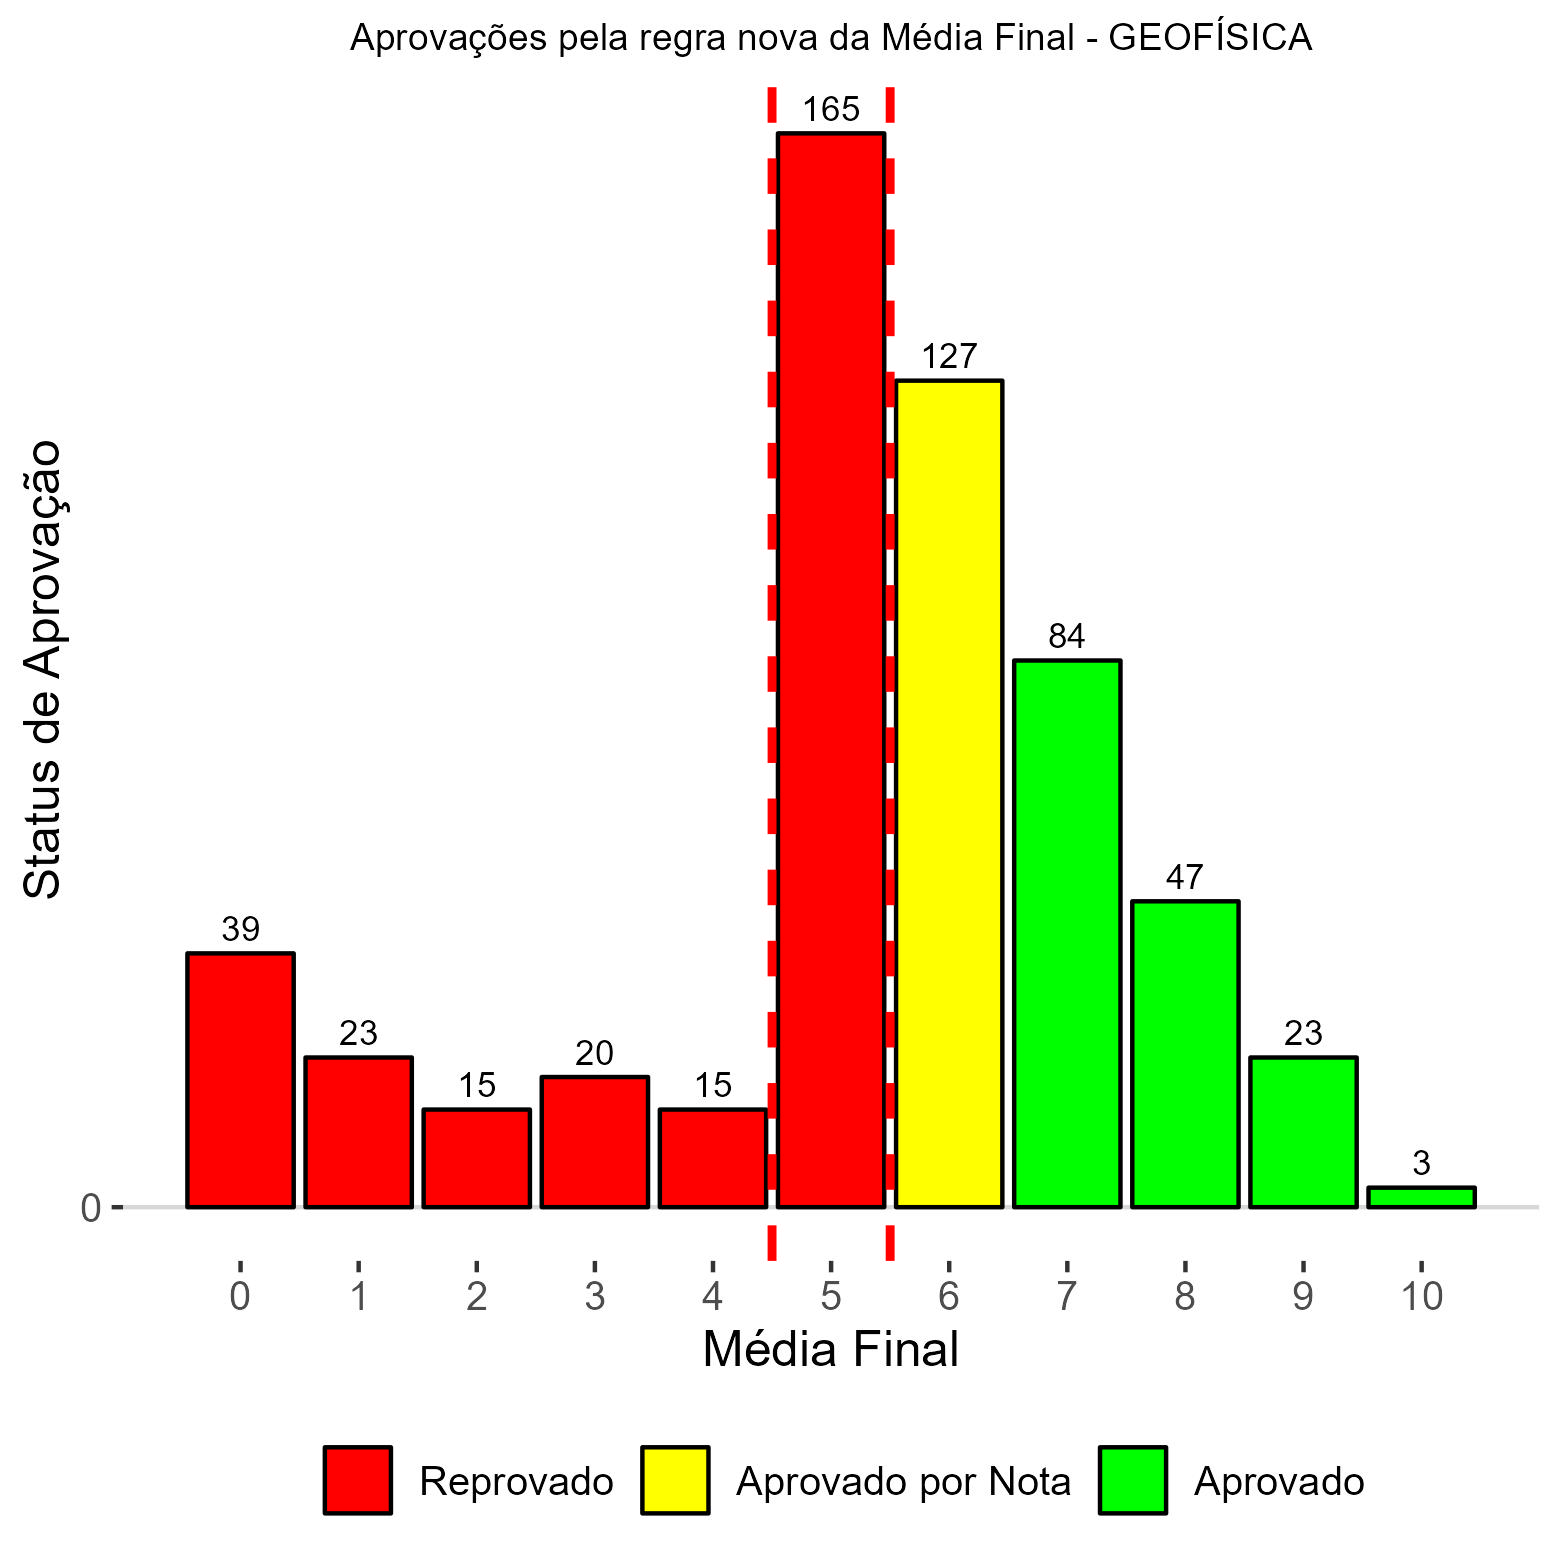 Aprovações pela regra nova da Média Final - GEOFÍSICA
165
127
84
47
39
23
15
20
15
23
3
Status de Aprovação
0
0 1 2 3 4 5 6 7 8 9 10
Média Final
Reprovado Aprovado por Nota Aprovado